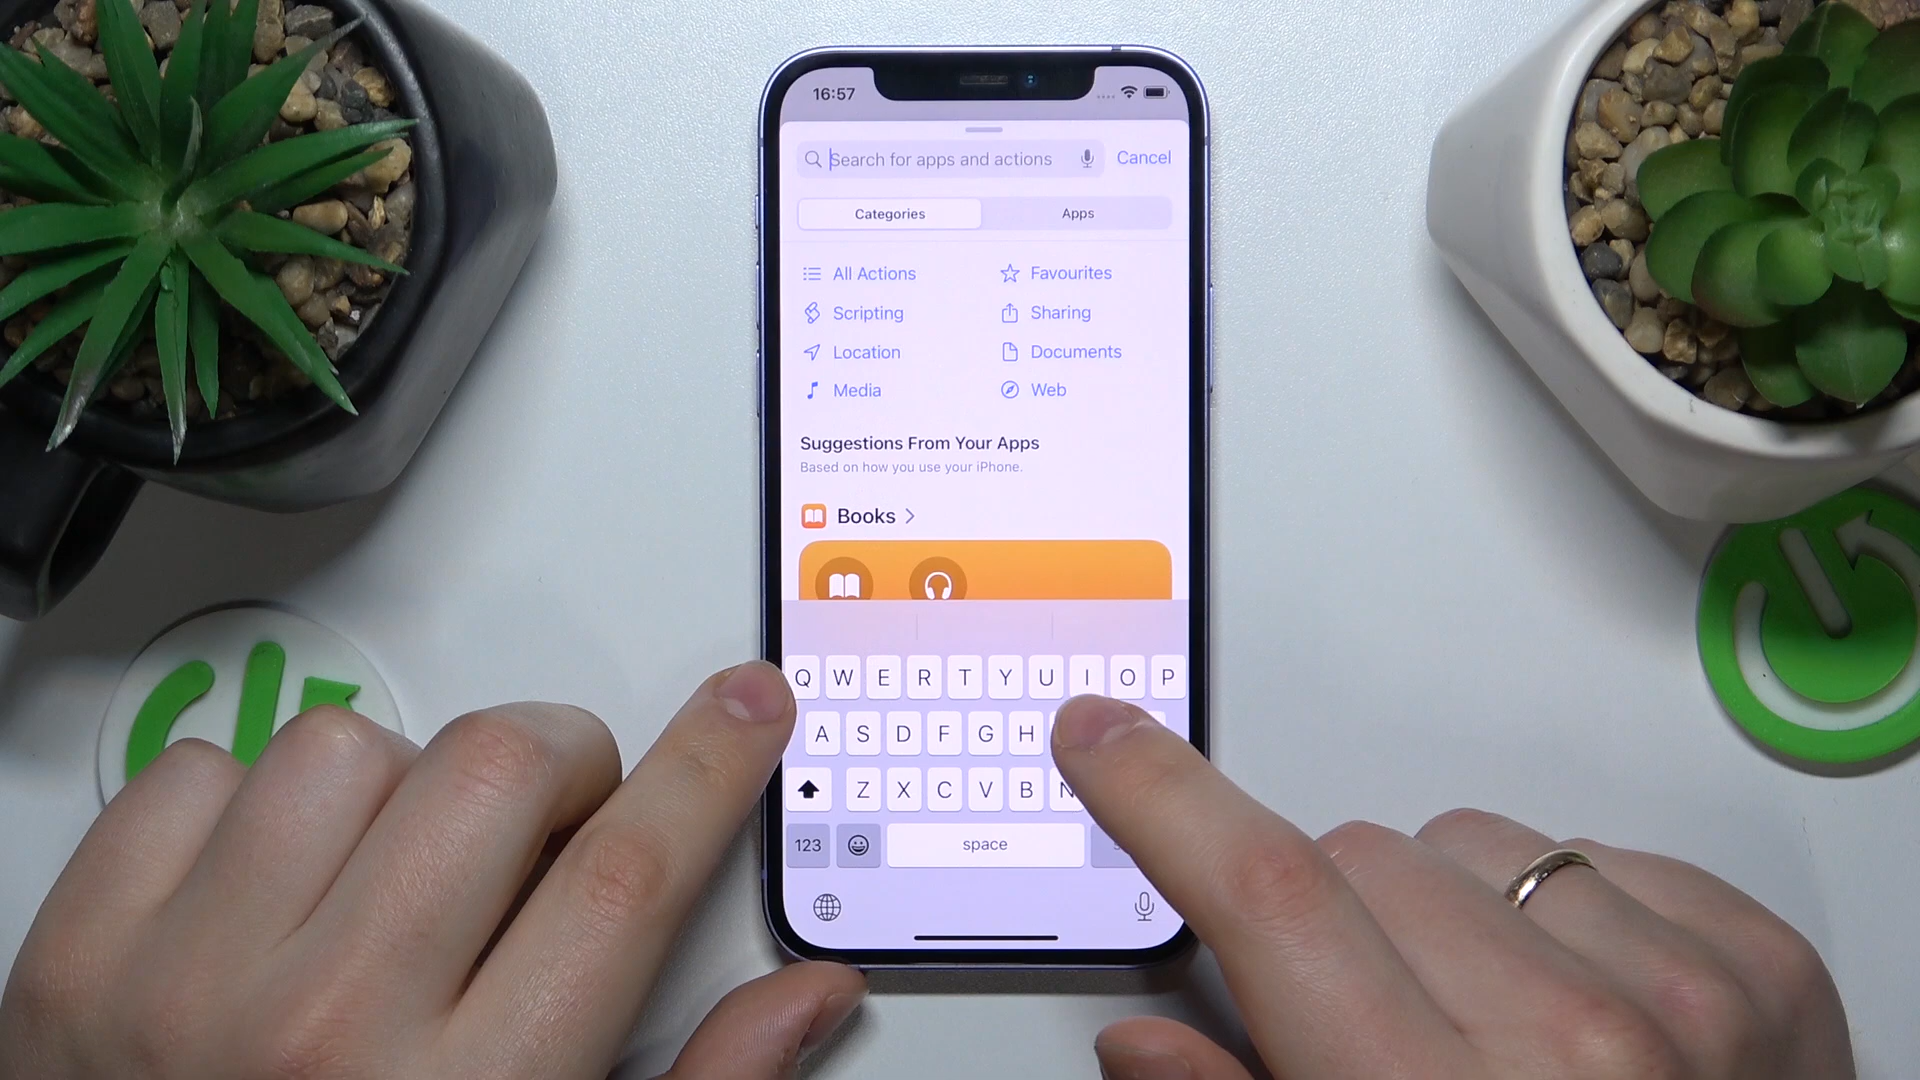 16:57
Search for apps and actions
Cancel
Categories
Apps
All Actions
Favourites
Scripting
Sharing
Location
Documents
Media
Web
Suggestions From Your Apps
Based on how you use your iPhone.
Books
Q W E R T Y U I O P
A S D F G H
Z X C V B N
123
space